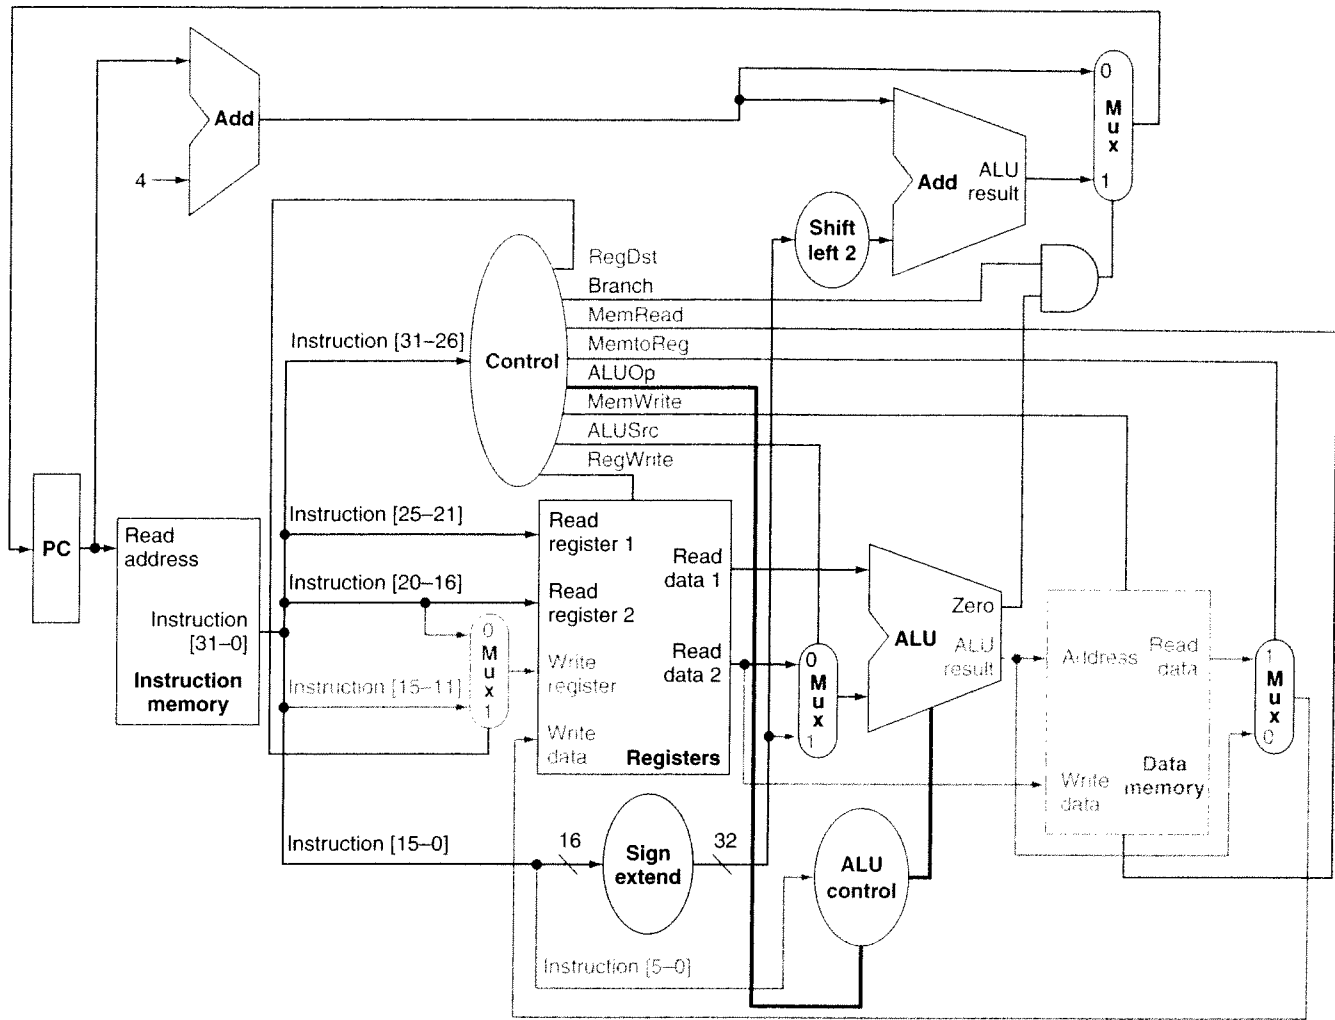 0
M
u
x
1
Add
ALU
result
Add
4
Shift
left 2
RegDst
Branch
MemRead
MemtoReg
ALUOp
MemWrite
ALUSrc
RegWrite
Instruction [31–26]
Control
PC
Read
address
Instruction
[31–0]
Instruction
memory
Instruction [25–21]
Instruction [20–16]
Instruction [15–11]
0
M
u
x
1
Read
register 1
Read
register 2
Write
register
Write
data
Read
data 1
Read
data 2
Registers
0
M
u
x
1
Zero
ALU
ALU
result
Address
Read
data
Write
data
Data
memory
1
M
u
x
0
Instruction [15–0]
16
Sign
extend
32
ALU
control
Instruction [5–0]